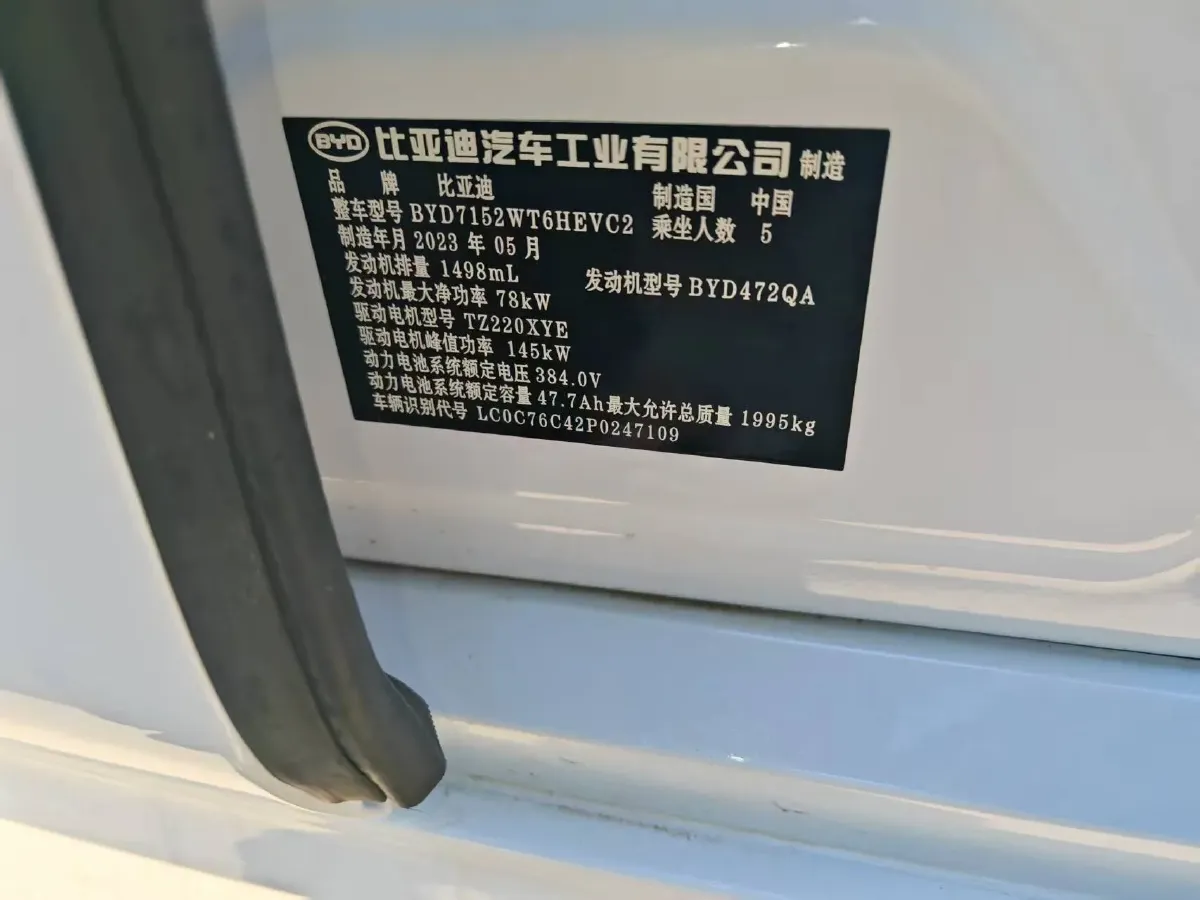 BYD 比亚迪汽车工业有限公司 制造
品 牌 比亚迪 制造国 中国
整车型号 BYD7152WT6HEVC2 乘坐人数 5
制造年月 2023 年 05 月
发动机排量 1498mL 发动机型号 BYD472QA
发动机最大净功率 78kW
驱动电机型号 TZ220XYE
驱动电机峰值功率 145kW
动力电池系统额定电压 384.0V
动力电池系统额定容量 47.7Ah 最大允许总质量 1995kg
车辆识别代号 LC0C76C42P0247109